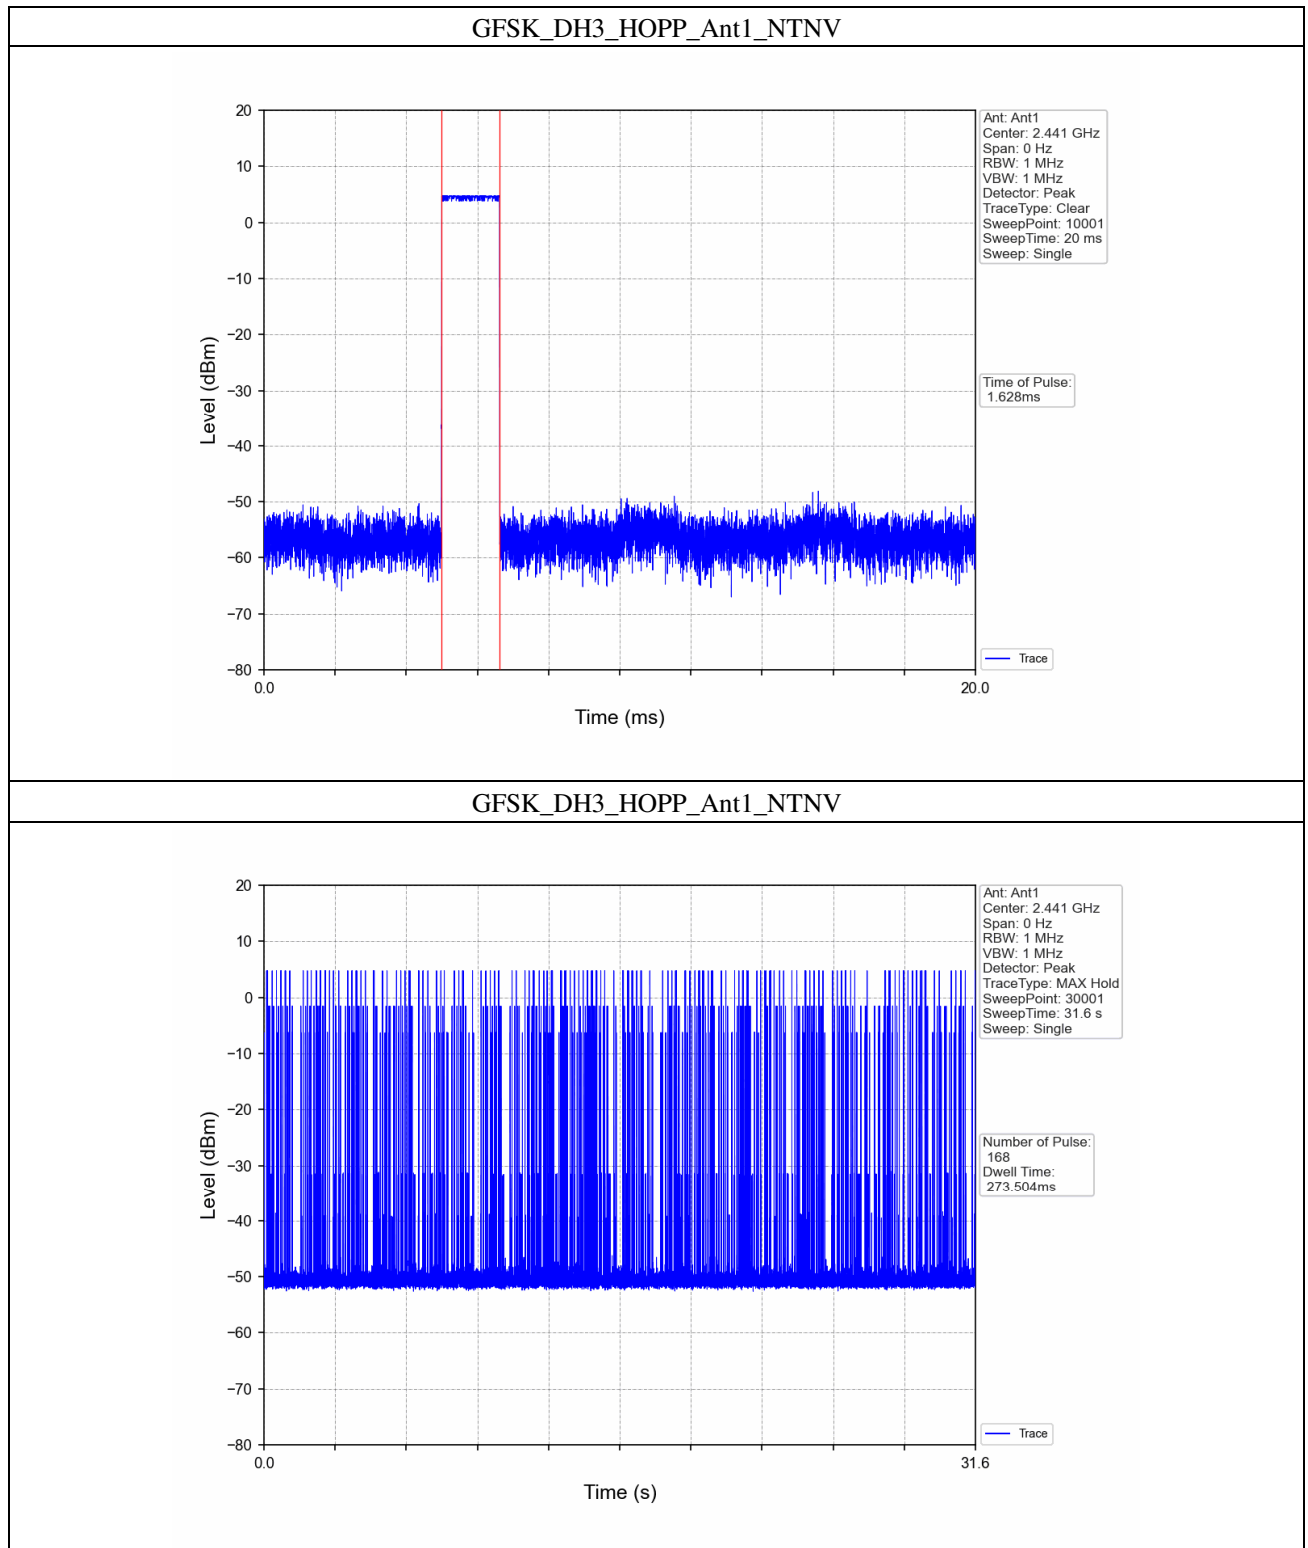 GFSK_DH3_HOPP_Ant1_NTNV
20
10
0
−10
−20
−30
−40
−50
−60
−70
−80
Level (dBm)
0.0
20.0
Time (ms)
Ant: Ant1
Center: 2.441 GHz
Span: 0 Hz
RBW: 1 MHz
VBW: 1 MHz
Detector: Peak
TraceType: Clear
SweepPoint: 10001
SweepTime: 20 ms
Sweep: Single
Time of Pulse:
1.628ms
Trace
GFSK_DH3_HOPP_Ant1_NTNV
20
10
0
−10
−20
−30
−40
−50
−60
−70
−80
Level (dBm)
0.0
31.6
Time (s)
Ant: Ant1
Center: 2.441 GHz
Span: 0 Hz
RBW: 1 MHz
VBW: 1 MHz
Detector: Peak
TraceType: MAX Hold
SweepPoint: 30001
SweepTime: 31.6 s
Sweep: Single
Number of Pulse:
168
Dwell Time:
273.504ms
Trace